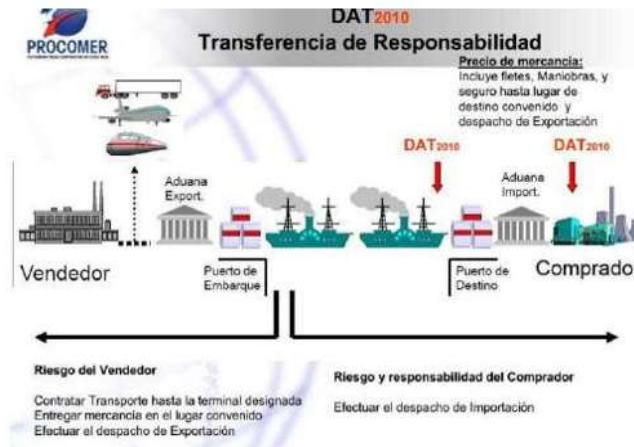 DAT2010
Transferencia de Responsabilidad
PROCOMER
Precio de mercancía:
Incluye fletes, Maniobras, y
seguro hasta lugar de
destino convenido y
despacho de Exportación
DAT2010
DAT2010
Aduana
Export.
Aduana
Import.
Vendedor
Puerto de
Embarque
Puerto de
Destino
Comprado
Riesgo del Vendedor
Contratar Transporte hasta la terminal designada
Entregar mercancía en el lugar convenido
Efectuar el despacho de Exportación
Riesgo y responsabilidad del Comprador
Efectuar el despacho de Importación